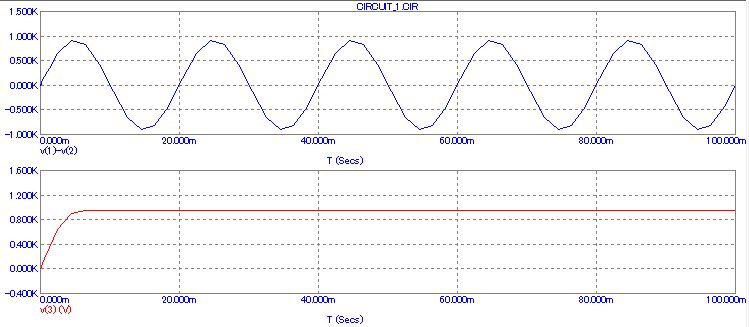 CIRCUIT_1.CIR
1.500K
1.000K
0.500K
0.000K
-0.500K
-1.000K
0.000m 20.000m 40.000m 60.000m 80.000m 100.000m
v(1)-v(2)
T (Secs)
1.600K
1.200K
0.800K
0.400K
0.000K
-0.400K
0.000m 20.000m 40.000m 60.000m 80.000m 100.000m
v(3) (V)
T (Secs)